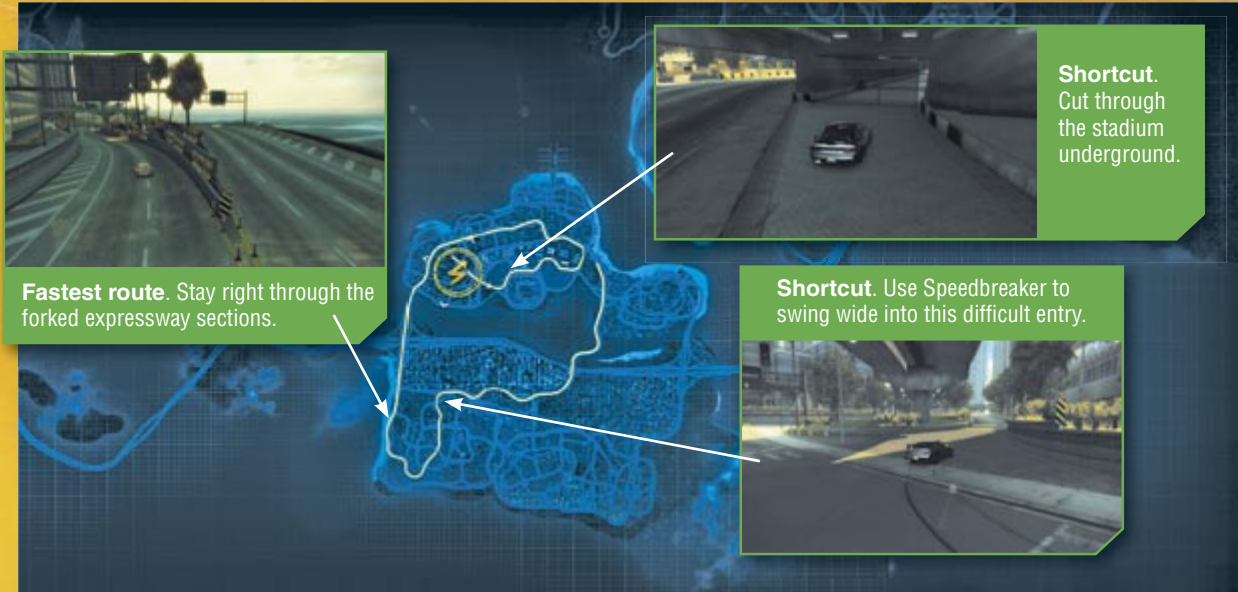 Fastest route. Stay right through the
forked expressway sections.
Shortcut.
Cut through
the stadium
underground.
Shortcut. Use Speedbreaker to
swing wide into this difficult entry.